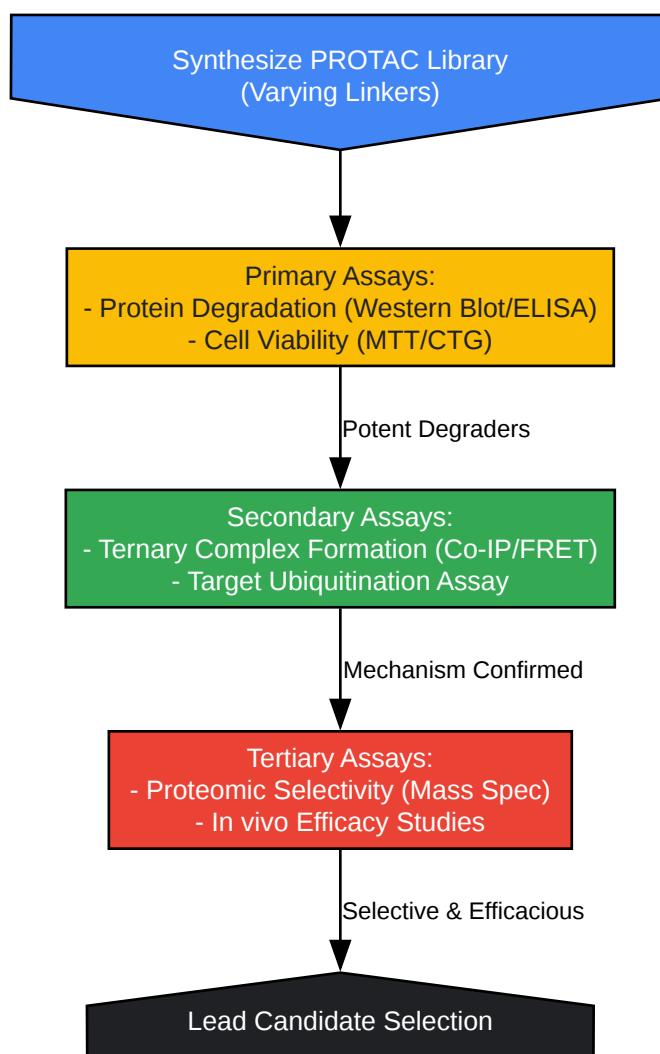 Synthesize PROTAC Library
(Varying Linkers)
Primary Assays:
- Protein Degradation (Western Blot/ELISA)
- Cell Viability (MTT/CTG)
Potent Degraders
Secondary Assays:
- Ternary Complex Formation (Co-IP/FRET)
- Target Ubiquitination Assay
Mechanism Confirmed
Tertiary Assays:
- Proteomic Selectivity (Mass Spec)
- In vivo Efficacy Studies
Selective & Efficacious
Lead Candidate Selection